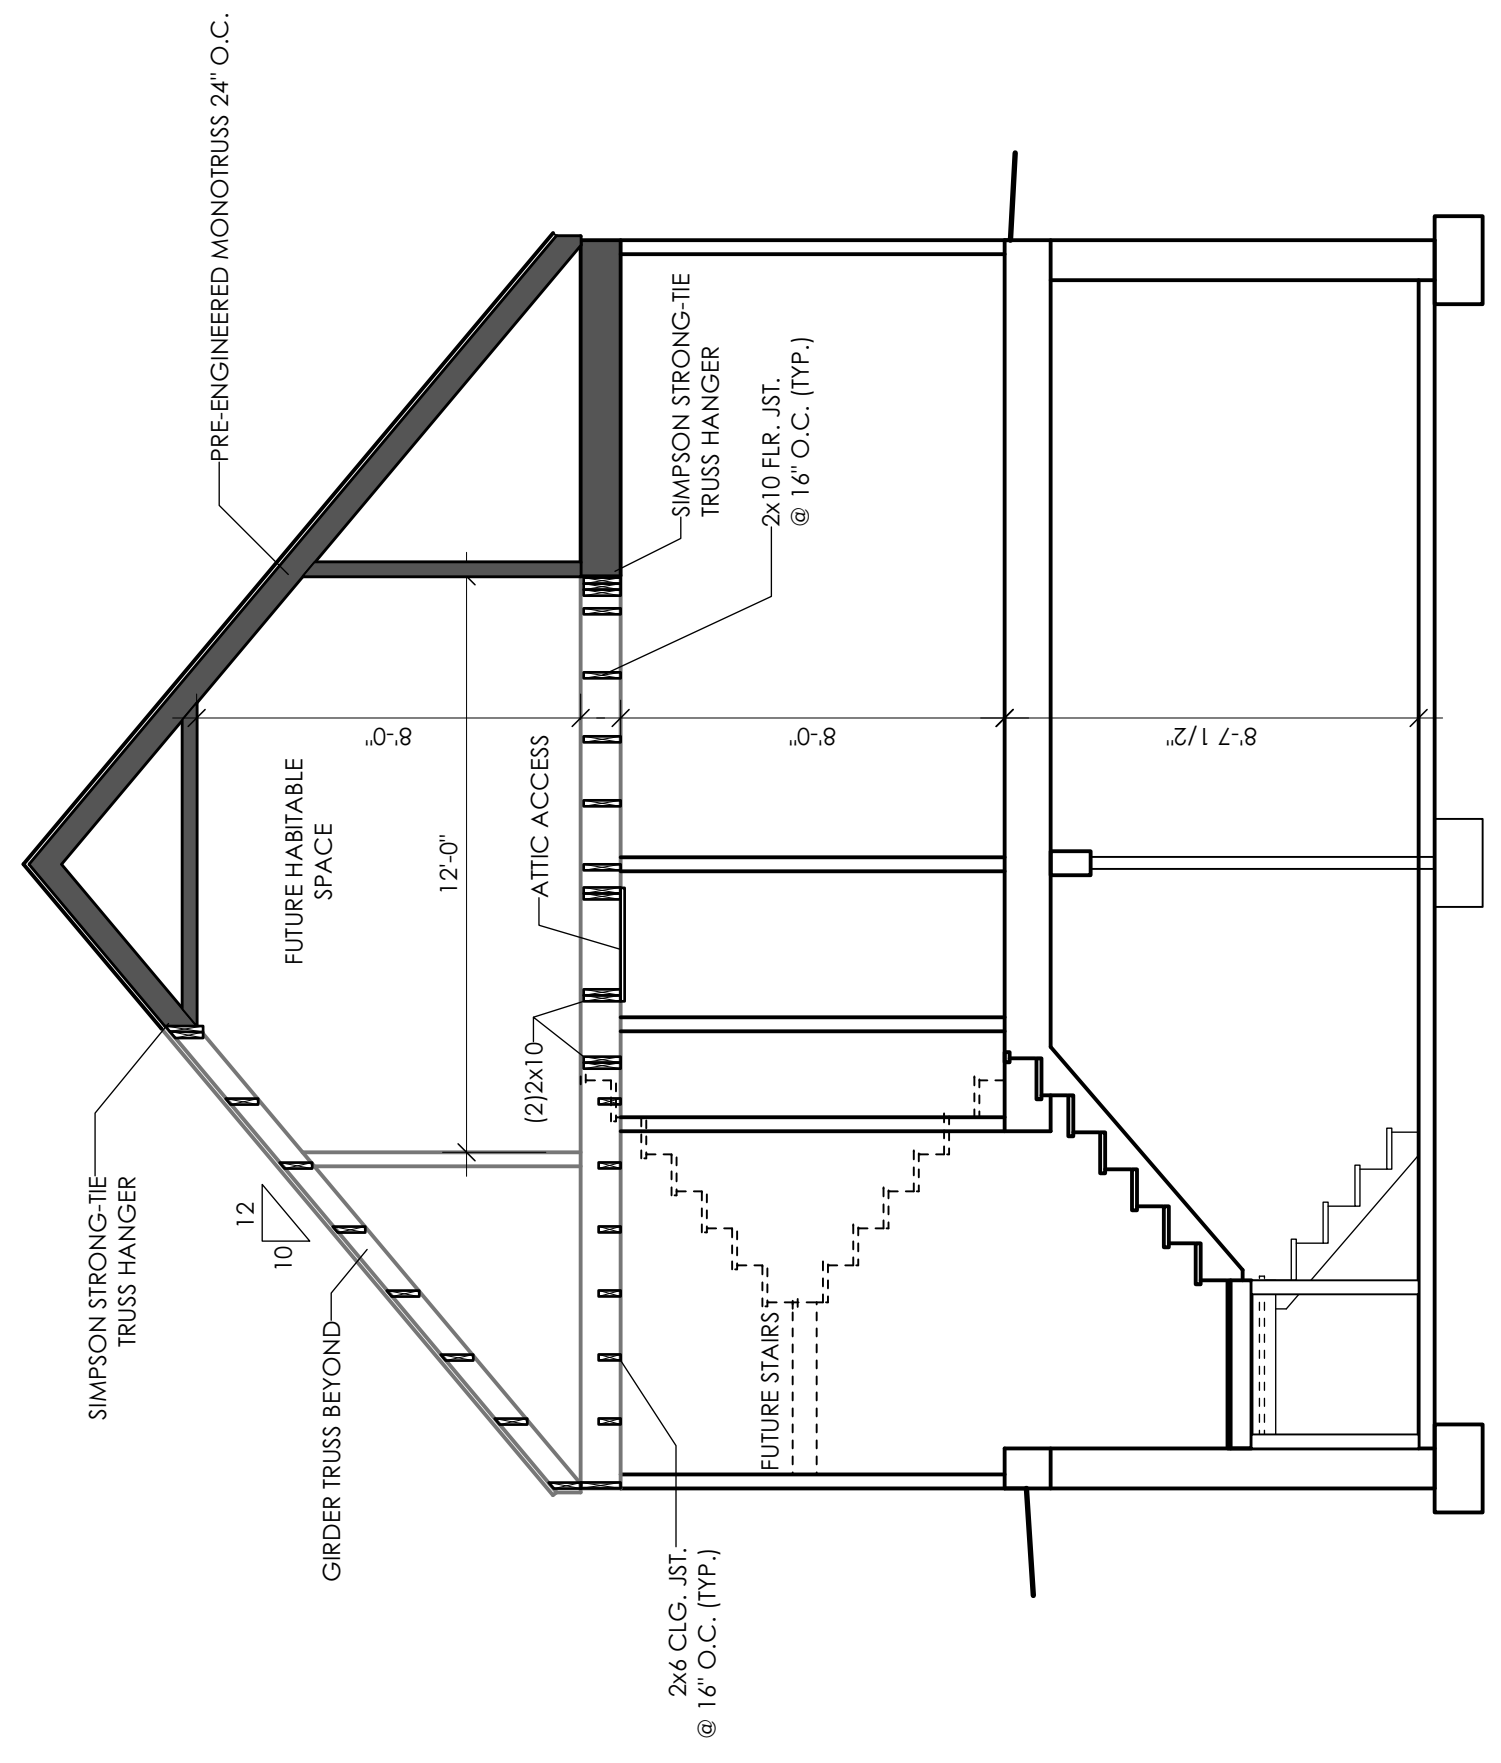 PRE-ENGINEERED MONOTRUSS 24" O.C.
SIMPSON STRONG-TIE
TRUSS HANGER
2x10 FLR. JST.
@ 16" O.C. (TYP.)
8'-0"
8'-0"
8'-7 1/2"
FUTURE HABITABLE
SPACE
12'-0"
ATTIC ACCESS
(2)2x10
SIMPSON STRONG-TIE
TRUSS HANGER
12
10
GIRDER TRUSS BEYOND
FUTURE STAIRS
2x6 CLG. JST.
@ 16" O.C. (TYP.)